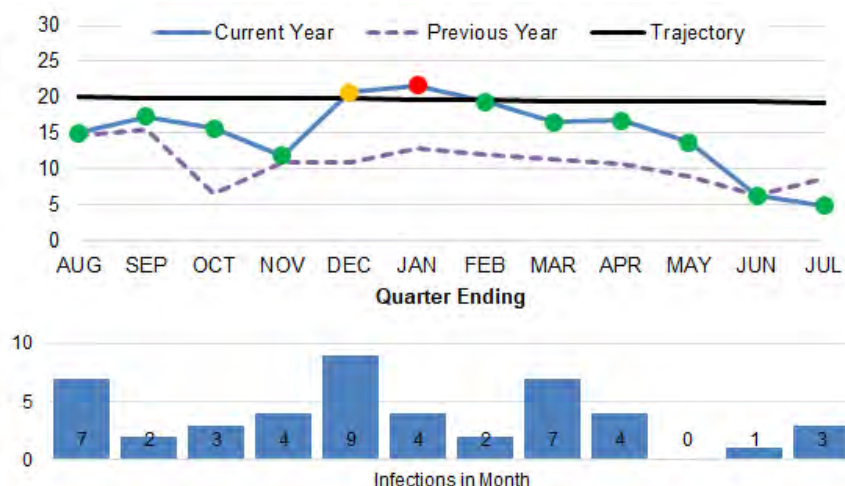 30
Current Year Previous Year Trajectory
25
20
15
10
5
0
AUG SEP OCT NOV DEC JAN FEB MAR APR MAY JUN JUL
Quarter Ending
10
5
7 2 3 4 9 4 2 7 4 0 1 3
0
Infections in Month